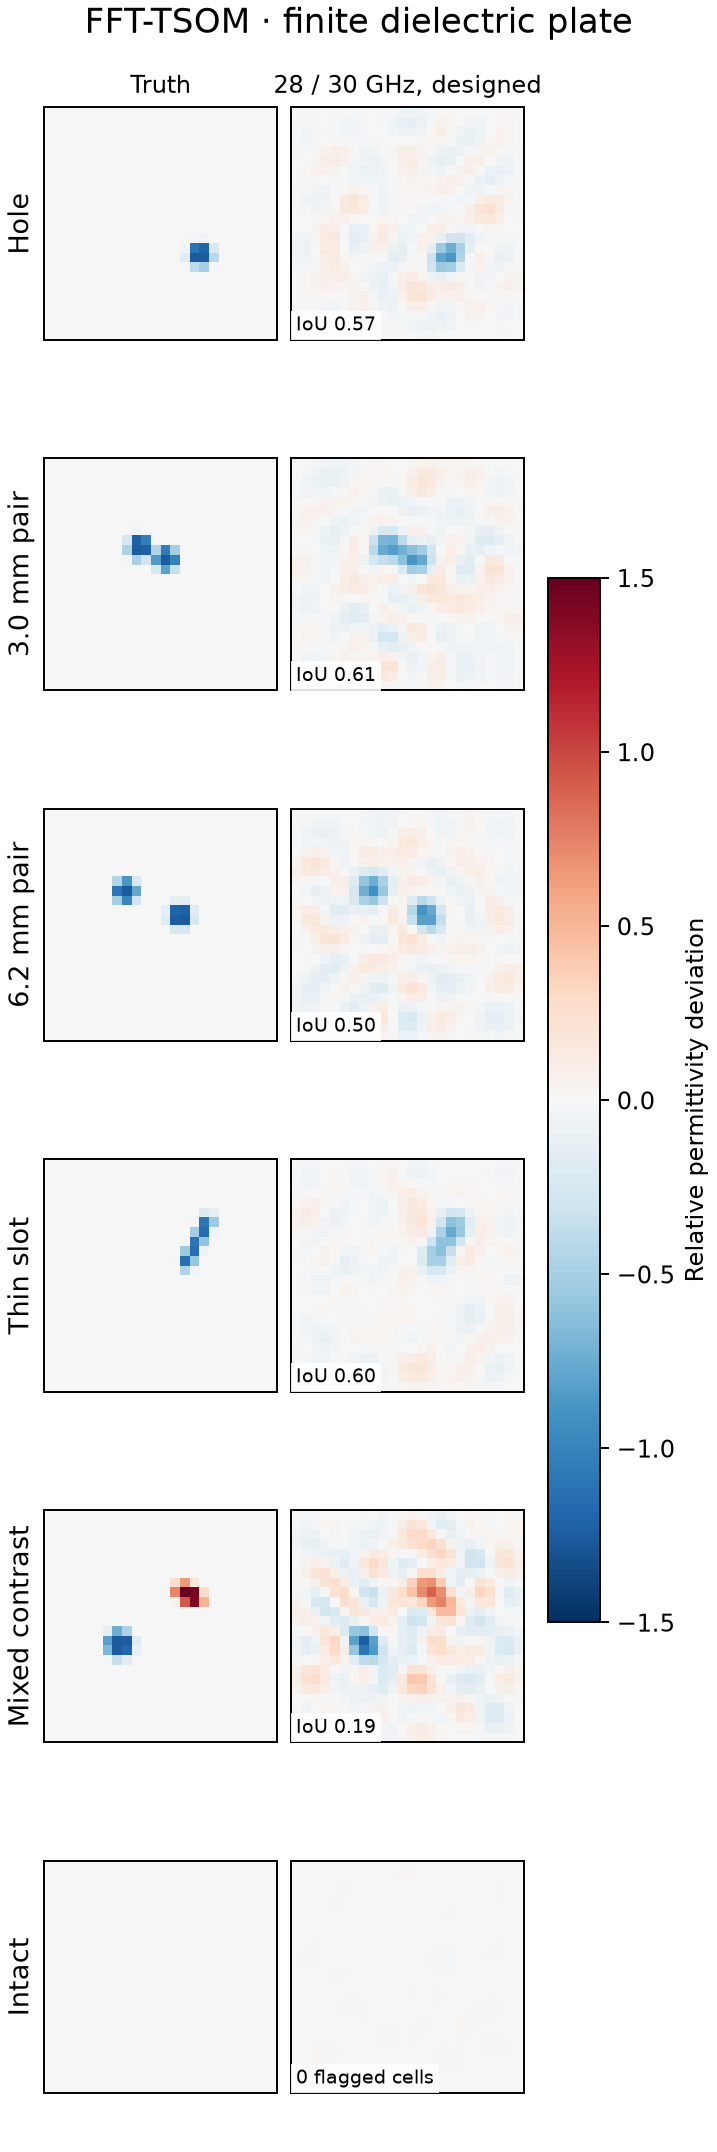 FFT-TSOM · finite dielectric plate
Truth
28 / 30 GHz, designed
Hole
IoU 0.57
3.0 mm pair
IoU 0.61
6.2 mm pair
IoU 0.50
Thin slot
IoU 0.60
Mixed contrast
IoU 0.19
Intact
0 flagged cells
1.5
1.0
0.5
0.0
−0.5
−1.0
−1.5
Relative permittivity deviation